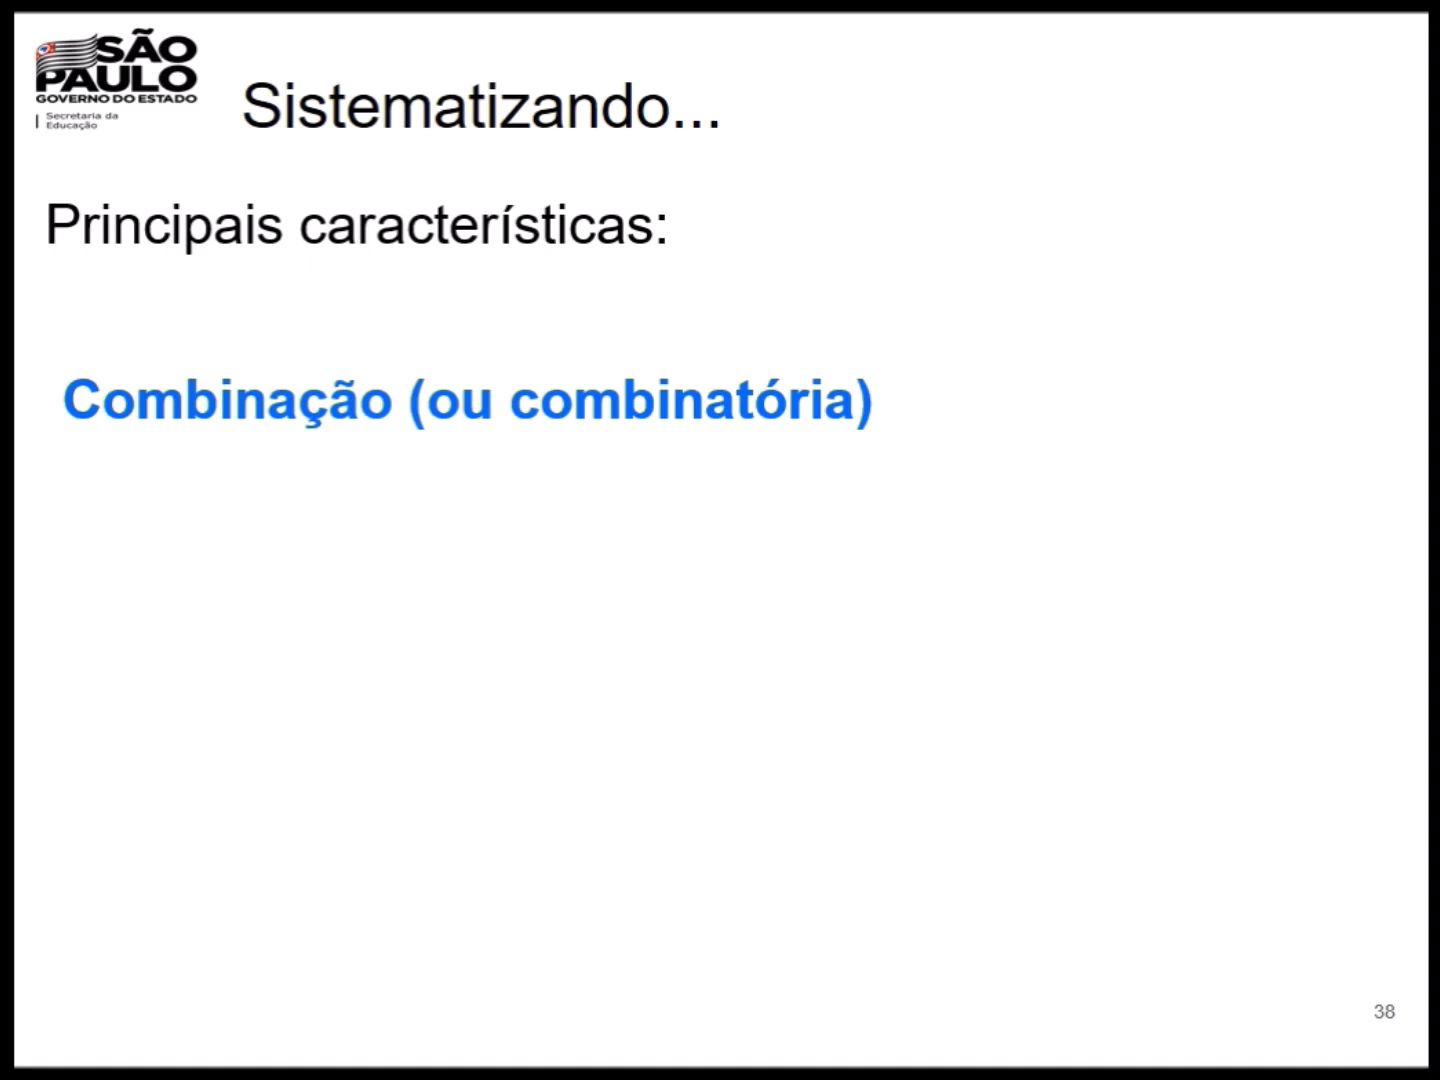 SÃO
PAULO
GOVERNO DO ESTADO
Secretaria da
Educação
Sistematizando...
Principais características:
Combinação (ou combinatória)
38